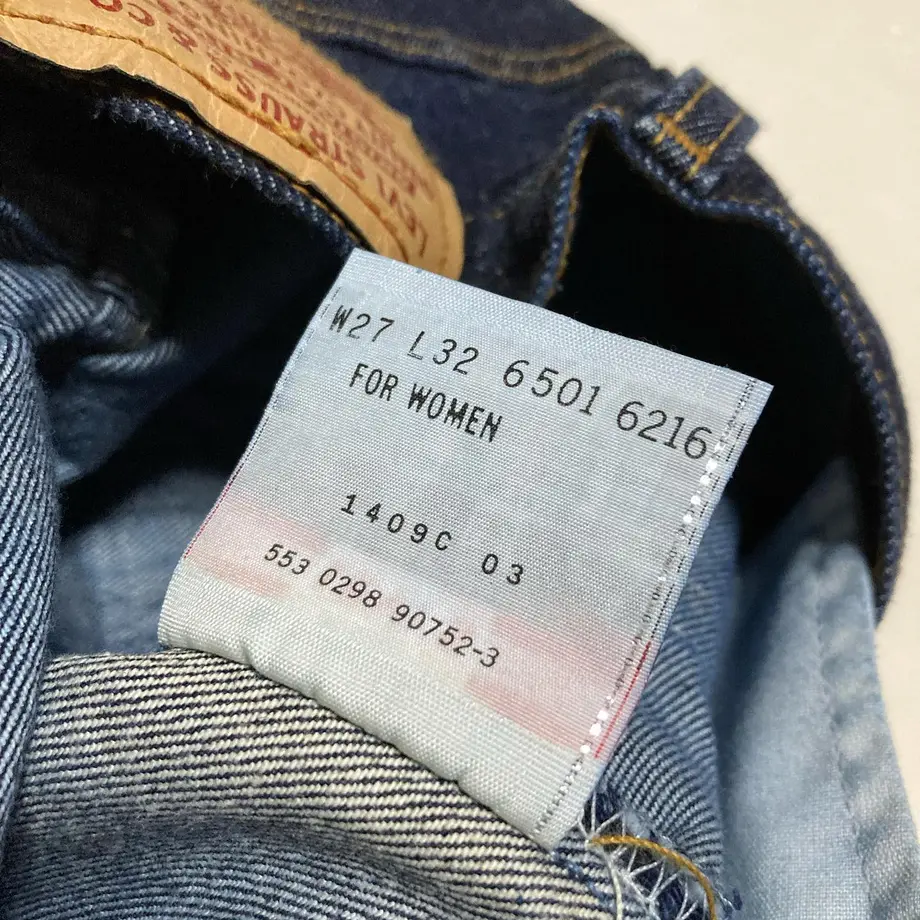 LEVI STRAUSS & CO
W27 L32 6501 6216
FOR WOMEN
1409C 03
553 0298 90752-3